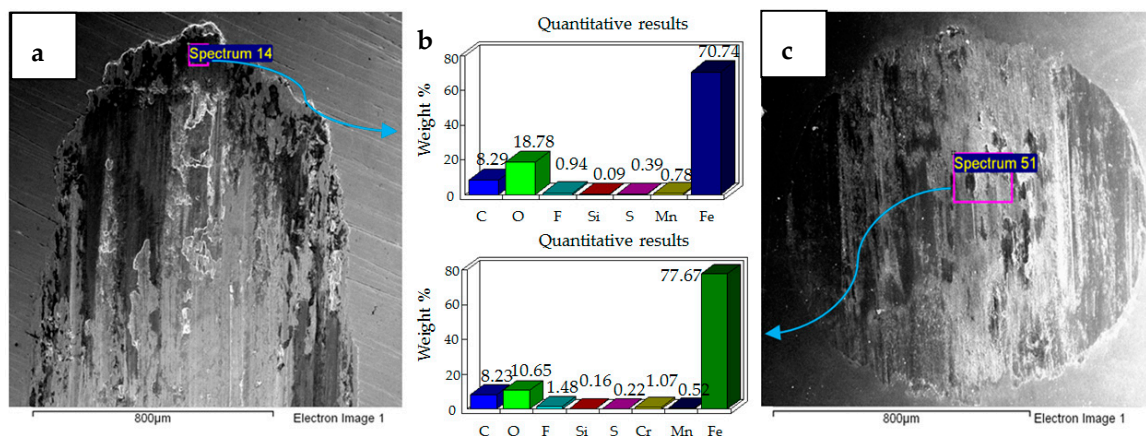 a
Spectrum 14
800µm
Electron Image 1
b
Quantitative results
Weight %
80
60
40
20
0
8.29
18.78
0.94
0.09
0.39
0.78
70.74
C O F Si S Mn Fe
Quantitative results
Weight %
80
60
40
20
0
8.23
10.65
1.48
0.16
0.22
1.07
0.52
77.67
C O F Si S Cr Mn Fe
c
Spectrum 51
800µm
Electron Image 1